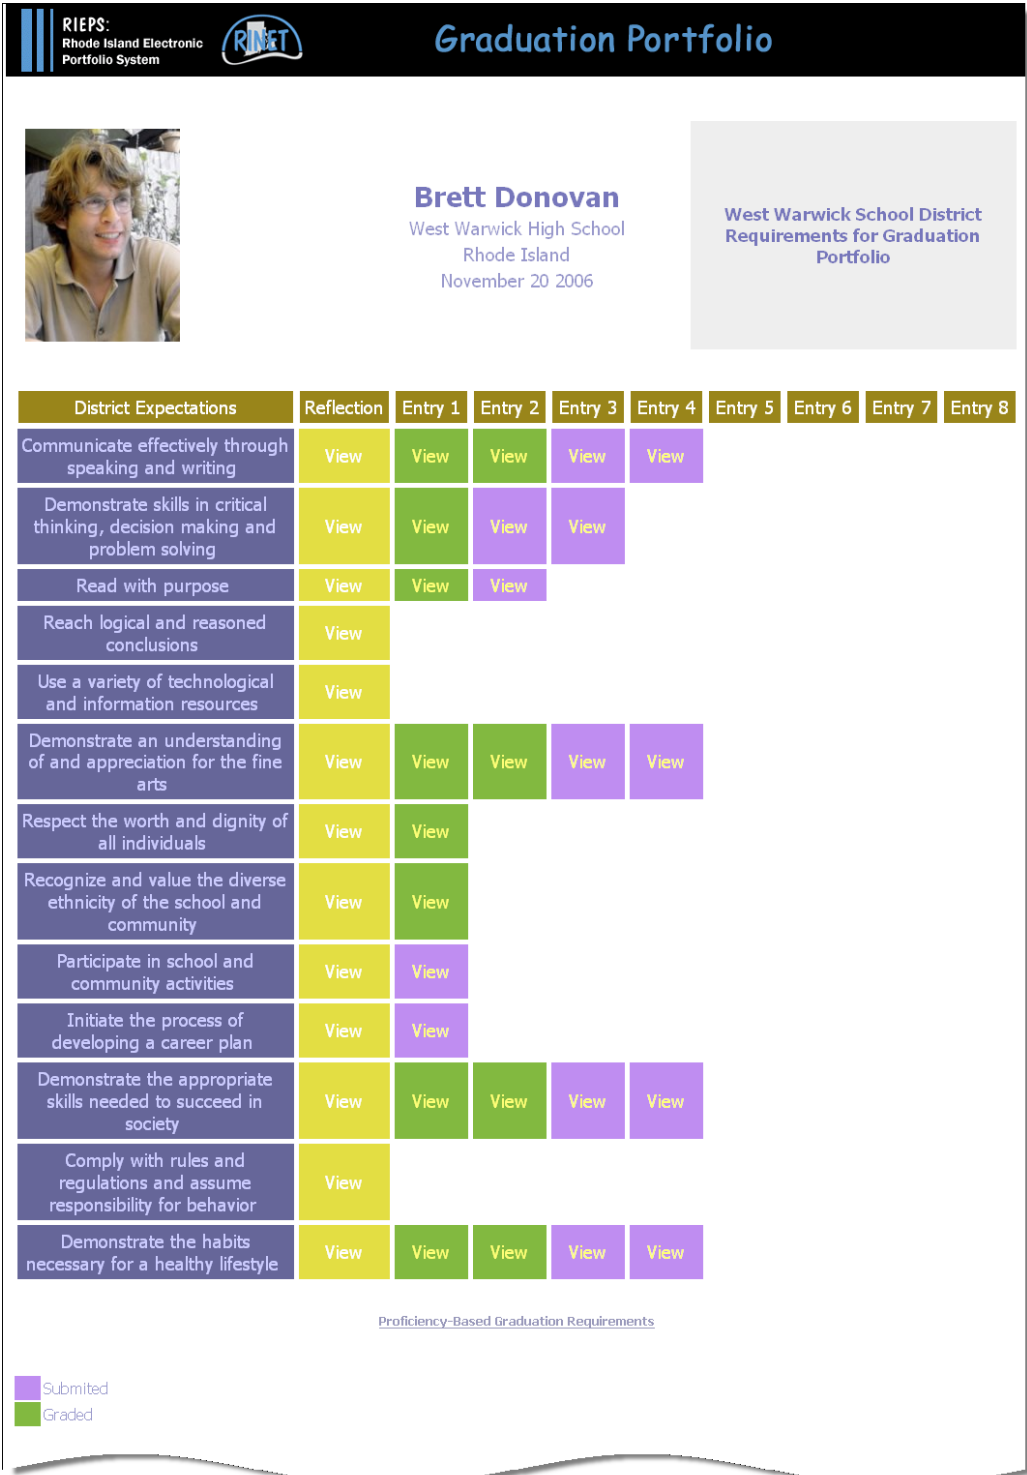 RIEPS:
Rhode Island Electronic
Portfolio System
RINET
Graduation Portfolio
Brett Donovan
West Warwick High School
Rhode Island
November 20 2006
West Warwick School District
Requirements for Graduation
Portfolio
District Expectations Reflection Entry 1 Entry 2 Entry 3 Entry 4 Entry 5 Entry 6 Entry 7 Entry 8
Communicate effectively through
speaking and writing
View View View View View
Demonstrate skills in critical
thinking, decision making and
problem solving
View View View View
Read with purpose View View View
Reach logical and reasoned
conclusions
View
Use a variety of technological
and information resources
View
Demonstrate an understanding
of and appreciation for the fine
arts
View View View View View
Respect the worth and dignity of
all individuals
View View
Recognize and value the diverse
ethnicity of the school and
community
View View
Participate in school and
community activities
View View
Initiate the process of
developing a career plan
View View
Demonstrate the appropriate
skills needed to succeed in
society
View View View View View
Comply with rules and
regulations and assume
responsibility for behavior
View
Demonstrate the habits
necessary for a healthy lifestyle
View View View View View
Proficiency-Based Graduation Requirements
Submited
Graded